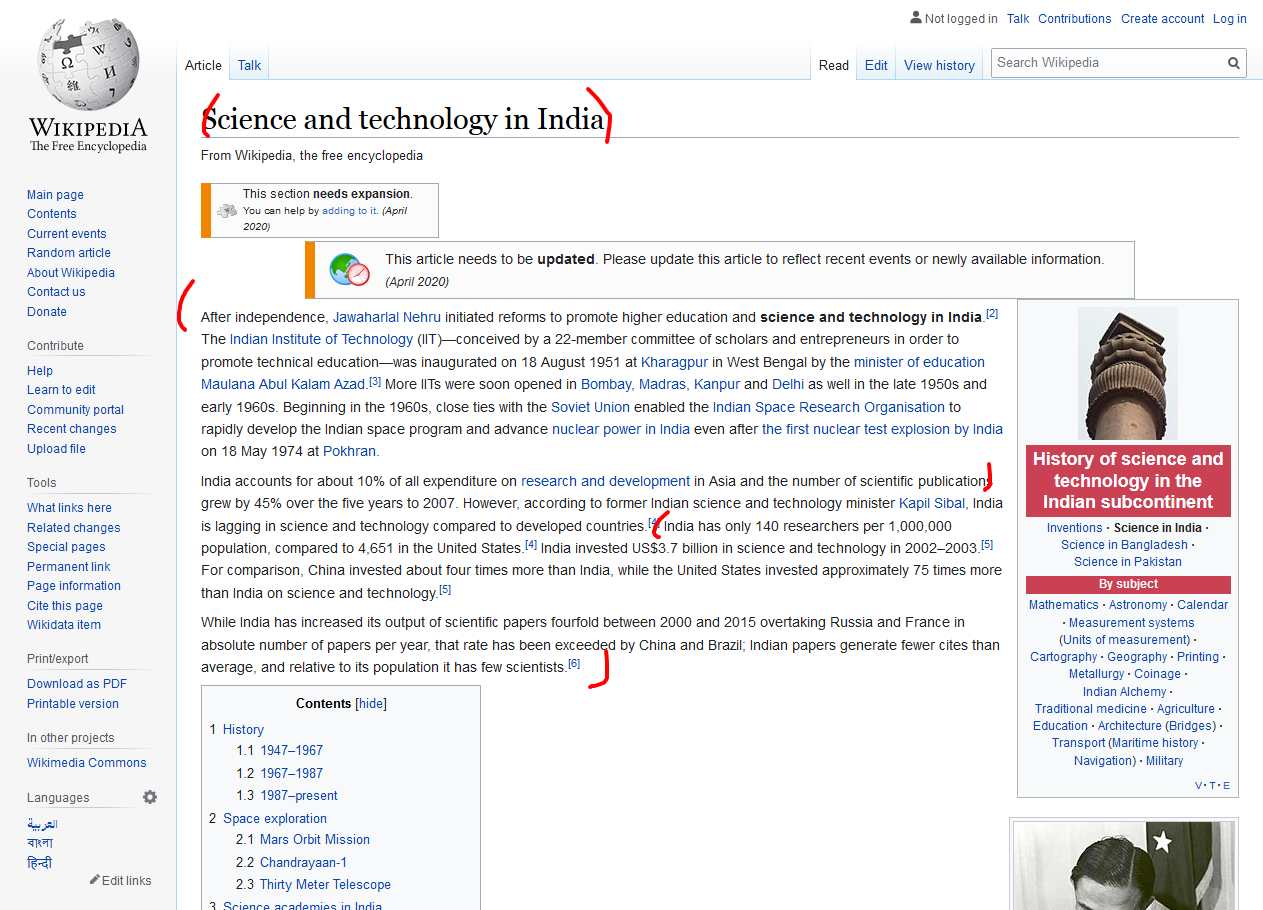 Not logged in Talk Contributions Create account Log in
Article Talk Read Edit View history Search Wikipedia
WIKIPEDIA
The Free Encyclopedia
Main page
Contents
Current events
Random article
About Wikipedia
Contact us
Donate
Contribute
Help
Learn to edit
Community portal
Recent changes
Upload file
Tools
What links here
Related changes
Special pages
Permanent link
Page information
Cite this page
Wikidata item
Print/export
Download as PDF
Printable version
In other projects
Wikimedia Commons
Languages
العربية
বাংলা
हिन्दी
Edit links
Science and technology in India
From Wikipedia, the free encyclopedia
This section needs expansion.
You can help by adding to it. (April
2020)
This article needs to be updated. Please update this article to reflect recent events or newly available information.
(April 2020)
After independence, Jawaharlal Nehru initiated reforms to promote higher education and science and technology in India.[2]
The Indian Institute of Technology (IIT)—conceived by a 22-member committee of scholars and entrepreneurs in order to
promote technical education—was inaugurated on 18 August 1951 at Kharagpur in West Bengal by the minister of education
Maulana Abul Kalam Azad.[3] More IITs were soon opened in Bombay, Madras, Kanpur and Delhi as well in the late 1950s and
early 1960s. Beginning in the 1960s, close ties with the Soviet Union enabled the Indian Space Research Organisation to
rapidly develop the Indian space program and advance nuclear power in India even after the first nuclear test explosion by India
on 18 May 1974 at Pokhran.
India accounts for about 10% of all expenditure on research and development in Asia and the number of scientific publications
grew by 45% over the five years to 2007. However, according to former Indian science and technology minister Kapil Sibal, India
is lagging in science and technology compared to developed countries.[4] India has only 140 researchers per 1,000,000
population, compared to 4,651 in the United States.[4] India invested US$3.7 billion in science and technology in 2002–2003.[5]
For comparison, China invested about four times more than India, while the United States invested approximately 75 times more
than India on science and technology.[5]
While India has increased its output of scientific papers fourfold between 2000 and 2015 overtaking Russia and France in
absolute number of papers per year, that rate has been exceeded by China and Brazil; Indian papers generate fewer cites than
average, and relative to its population it has few scientists.[6]
Contents [hide]
1 History
1.1 1947–1967
1.2 1967–1987
1.3 1987–present
2 Space exploration
2.1 Mars Orbit Mission
2.2 Chandrayaan-1
2.3 Thirty Meter Telescope
3 Science academies in India
History of science and
technology in the
Indian subcontinent
Inventions · Science in India ·
Science in Bangladesh ·
Science in Pakistan
By subject
Mathematics · Astronomy · Calendar
· Measurement systems
(Units of measurement) ·
Cartography · Geography · Printing ·
Metallurgy · Coinage ·
Indian Alchemy ·
Traditional medicine · Agriculture ·
Education · Architecture (Bridges) ·
Transport (Maritime history ·
Navigation) · Military
V · T · E